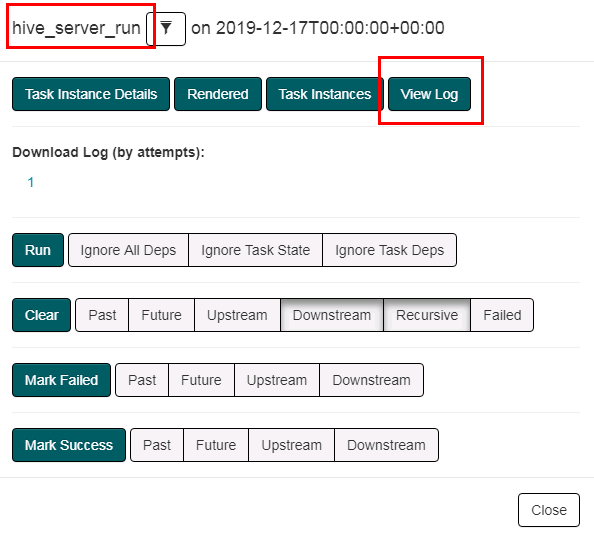 hive_server_run on 2019-12-17T00:00:00+00:00
Task Instance Details Rendered Task Instances View Log
Download Log (by attempts):
1
Run Ignore All Deps Ignore Task State Ignore Task Deps
Clear Past Future Upstream Downstream Recursive Failed
Mark Failed Past Future Upstream Downstream
Mark Success Past Future Upstream Downstream
Close